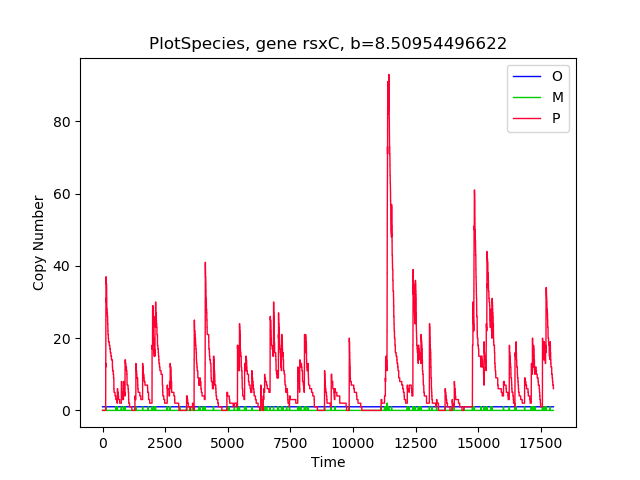 PlotSpecies, gene rsxC, b=8.50954496622
O
M
P
Copy Number
80
60
40
20
0
0 2500 5000 7500 10000 12500 15000 17500
Time